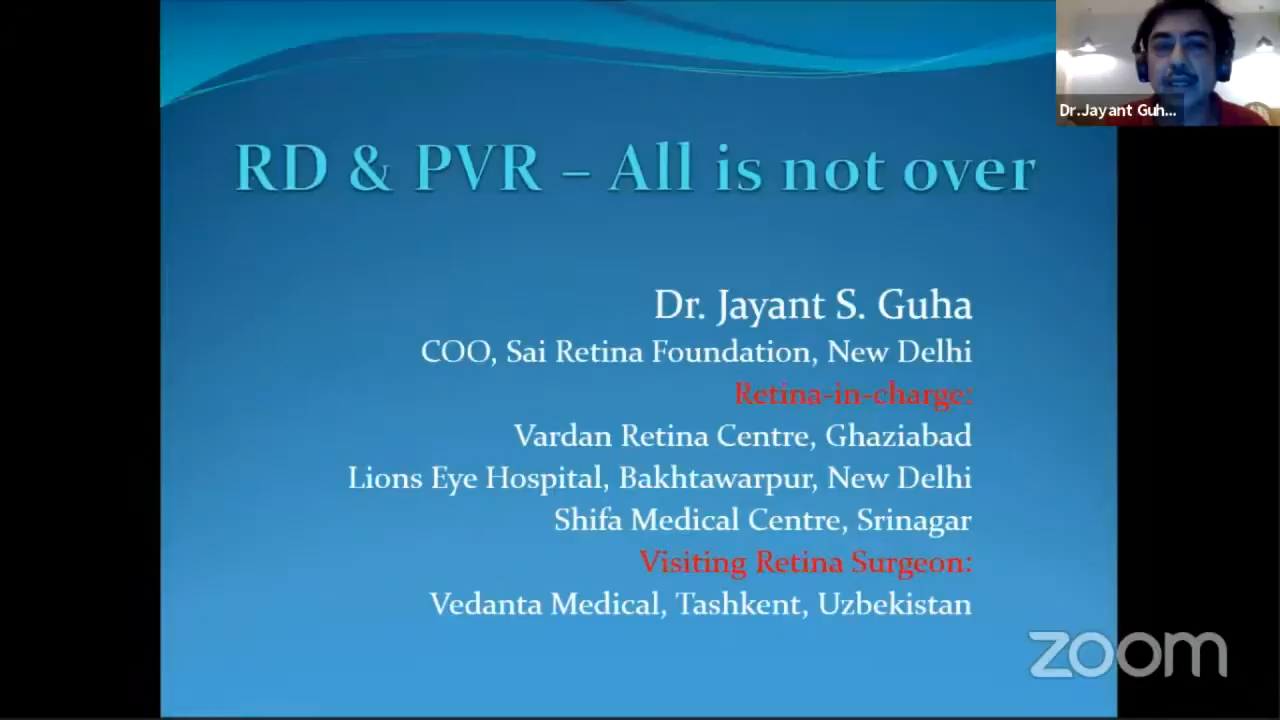 Dr.Jayant Guh...
RD & PVR – All is not over
Dr. Jayant S. Guha
COO, Sai Retina Foundation, New Delhi
Retina-in-charge:
Vardan Retina Centre, Ghaziabad
Lions Eye Hospital, Bakhtawarpur, New Delhi
Shifa Medical Centre, Srinagar
Visiting Retina Surgeon:
Vedanta Medical, Tashkent, Uzbekistan
zoom